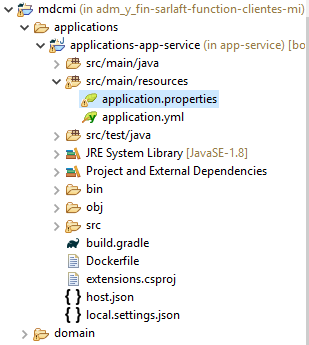 mdcmi (in adm_y_fin-sarlaft-function-clientes-mi)
applications
applications-app-service (in app-service) [bo
src/main/java
src/main/resources
application.properties
application.yml
src/test/java
JRE System Library [JavaSE-1.8]
Project and External Dependencies
bin
obj
src
build.gradle
Dockerfile
extensions.csproj
host.json
local.settings.json
domain